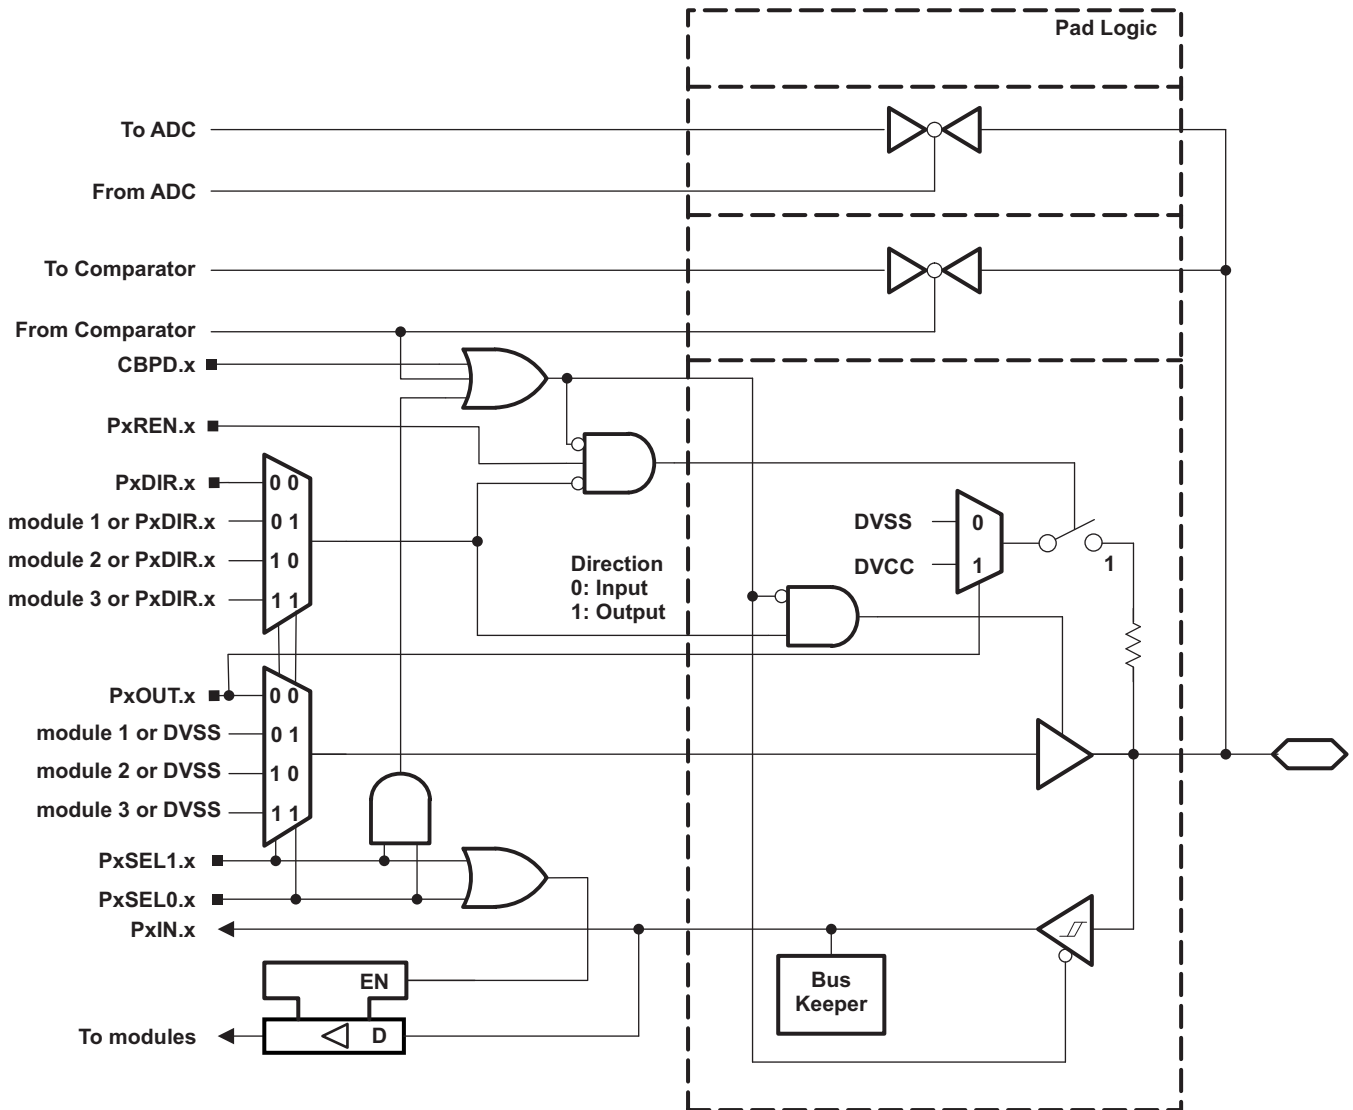 Pad Logic
To ADC
From ADC
To Comparator
From Comparator
CBPD.x
PxREN.x
PxDIR.x
0 0
module 1 or PxDIR.x
0 1
module 2 or PxDIR.x
1 0
module 3 or PxDIR.x
1 1
Direction
0: Input
1: Output
DVSS
0
DVCC
1
1
PxOUT.x
0 0
module 1 or DVSS
0 1
module 2 or DVSS
1 0
module 3 or DVSS
1 1
PxSEL1.x
PxSEL0.x
PxIN.x
EN
Bus
Keeper
To modules
D